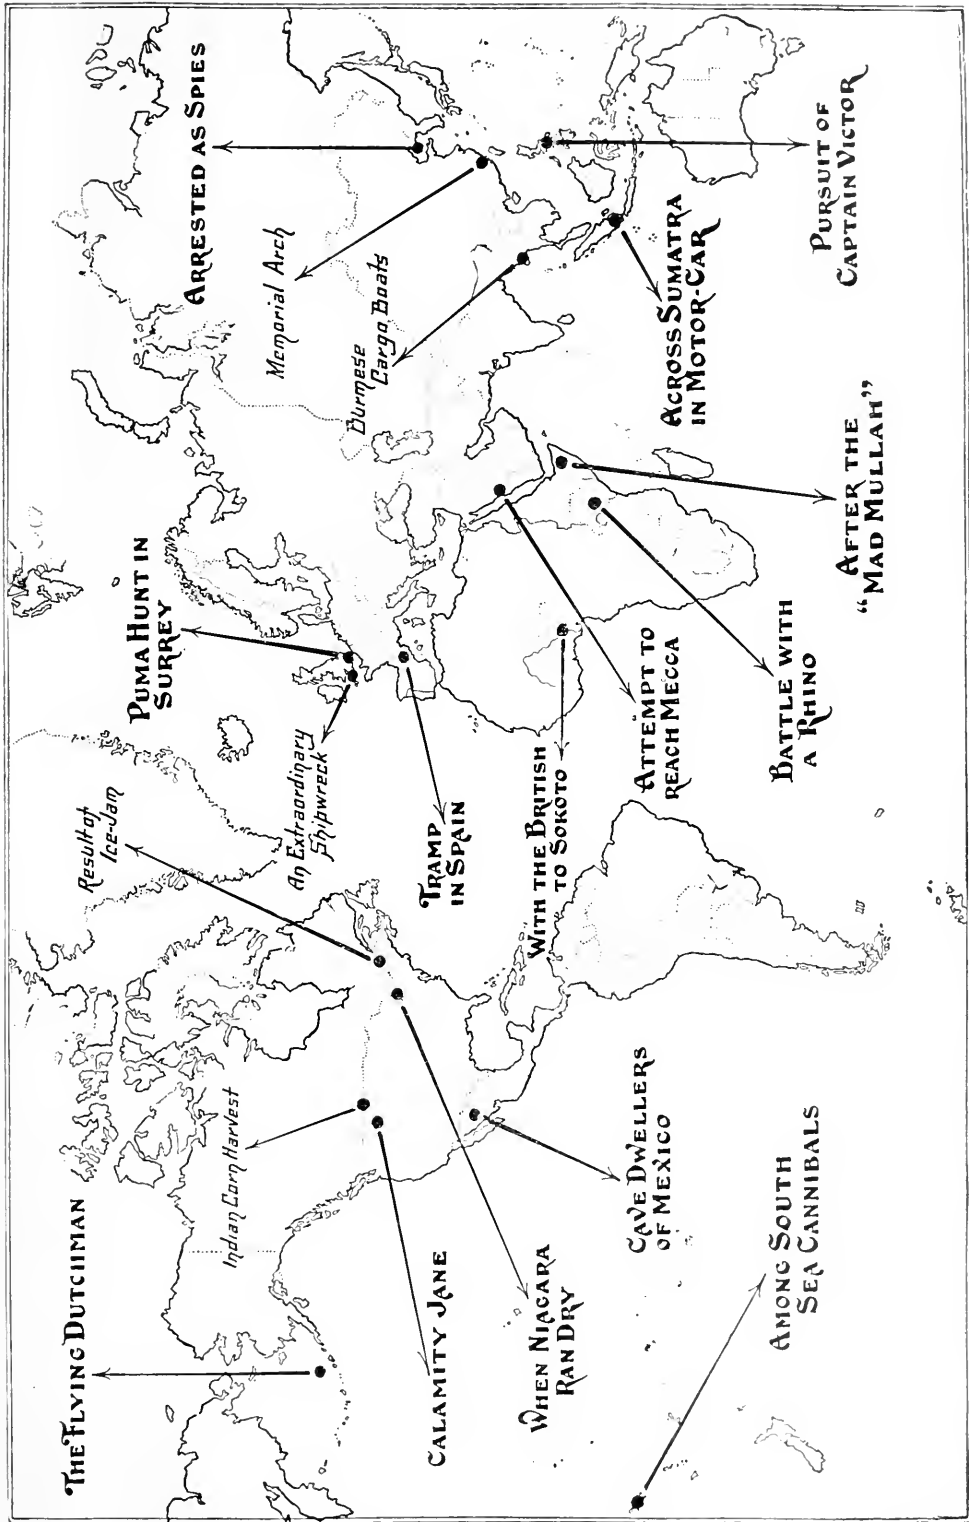 THE FLYING DUTCHMAN
Indian Corn Harvest
CALAMITY JANE
WHEN NIAGARA
RAN DRY
CAVE DWELLERS
OF MEXICO
AMONG SOUTH
SEA CANNIBALS
Result of
Ice-Jam
An Extraordinary
Shipwreck
PUMA HUNT IN
SURREY
TRAMP
IN SPAIN
WITH THE BRITISH
TO SOKOTO
ATTEMPT TO
REACH MECCA
BATTLE WITH
A RHINO
AFTER THE
"MAD MULLAH"
ARRESTED AS SPIES
Memorial Arch
Burmese
Cargo Boats
ACROSS SUMATRA
IN MOTOR-CAR
PURSUIT OF
CAPTAIN VICTOR